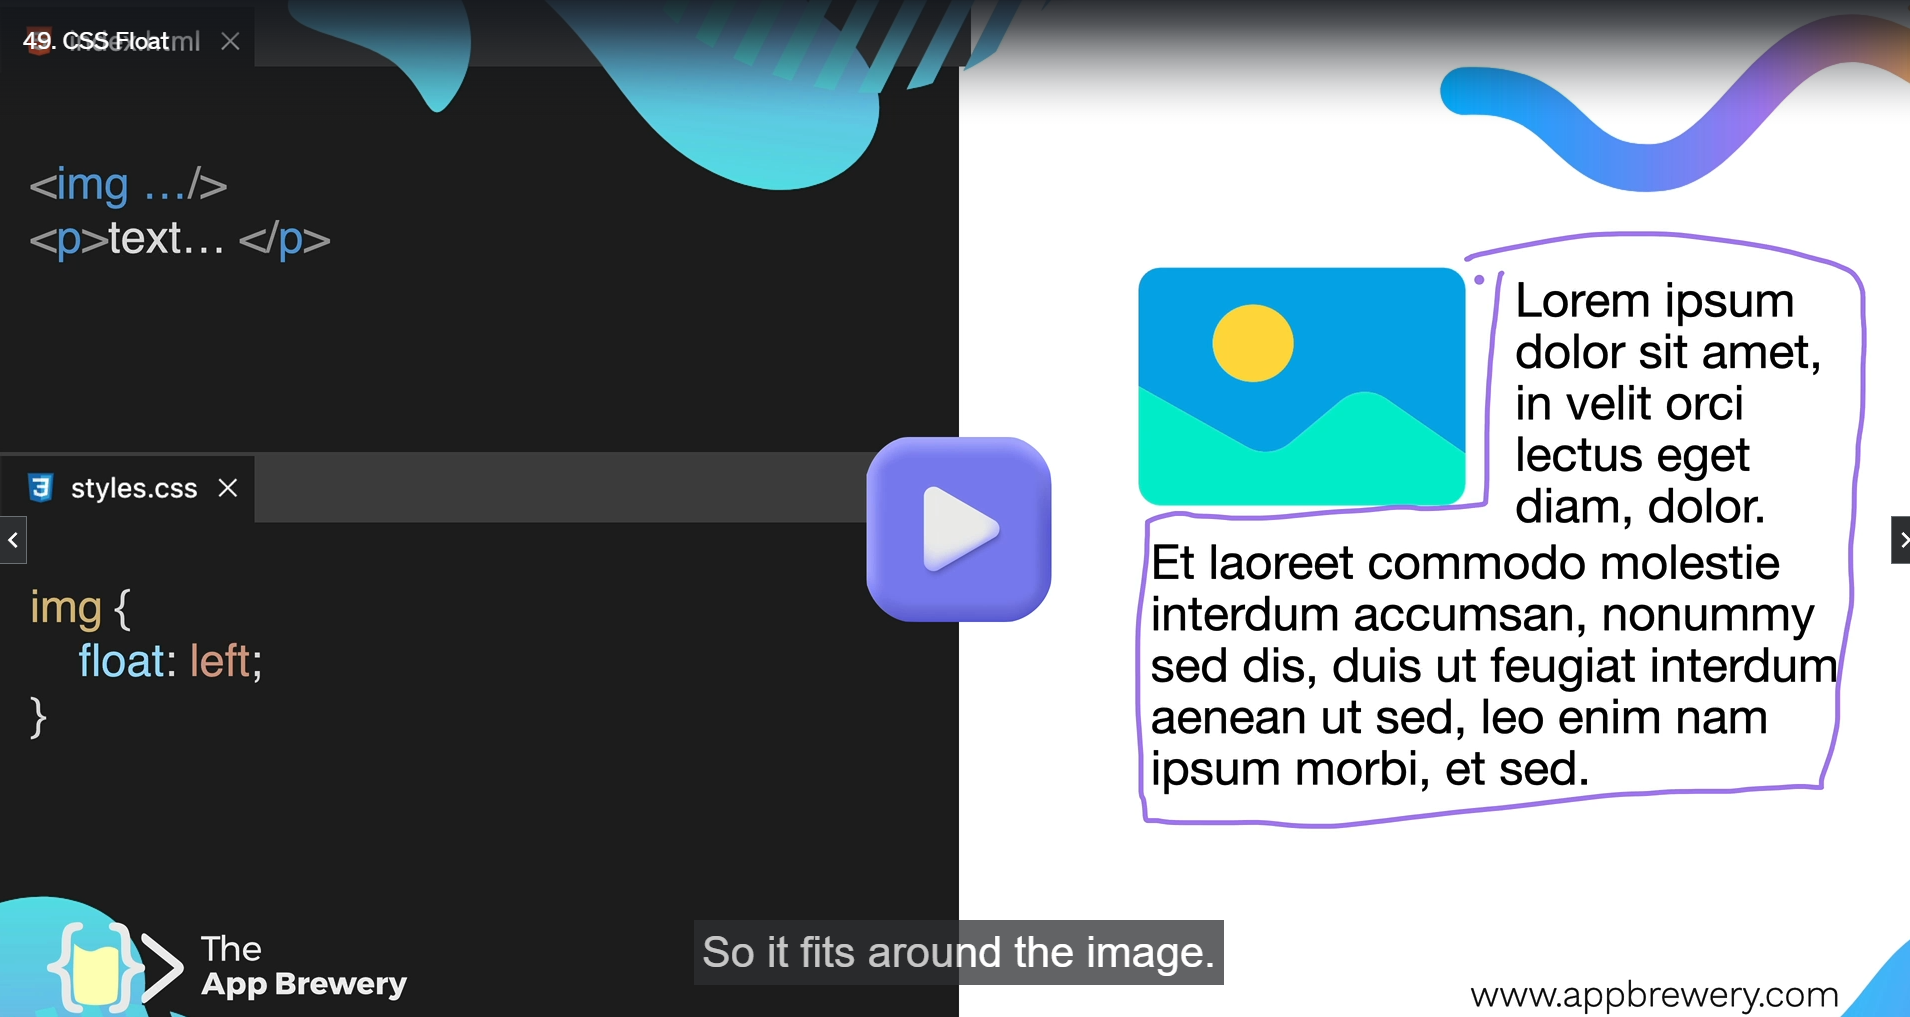 49. CSS Float
index.html
<img .../>
<p>text... </p>
styles.css
img {
float: left;
}
Lorem ipsum
dolor sit amet,
in velit orci
lectus eget
diam, dolor.
Et laoreet commodo molestie
interdum accumsan, nonummy
sed dis, duis ut feugiat interdum
aenean ut sed, leo enim nam
ipsum morbi, et sed.
So it fits around the image.
The
App Brewery
www.appbrewery.com